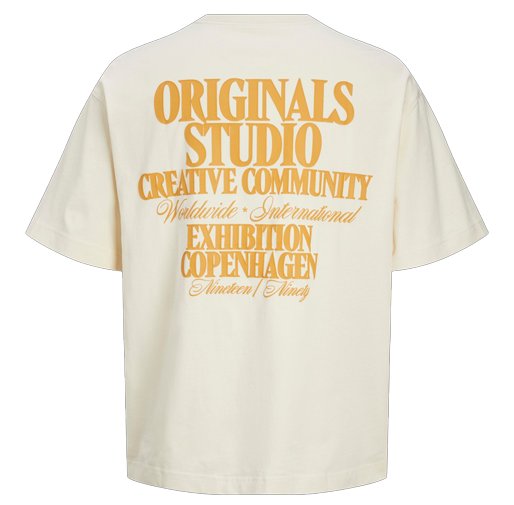 ORIGINALS
STUDIO
CREATIVE COMMUNITY
Worldwide • International
EXHIBITION
COPENHAGEN
Nineteen / Ninety